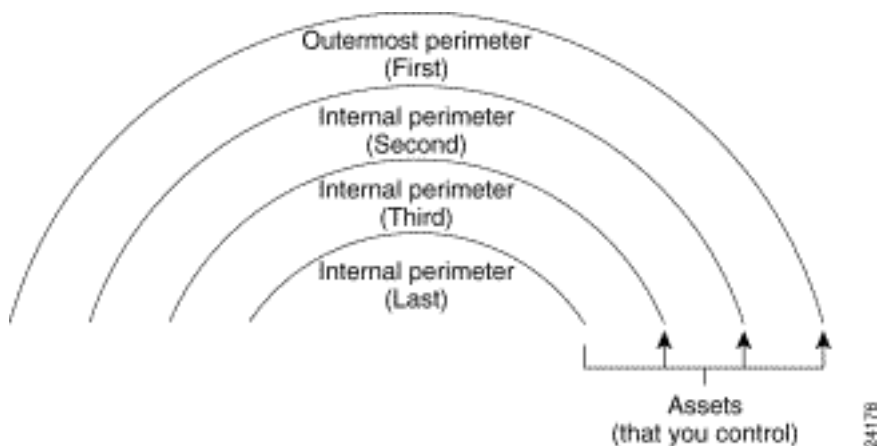 Outermost perimeter
(First)
Internal perimeter
(Second)
Internal perimeter
(Third)
Internal perimeter
(Last)
Assets
(that you control)
24178